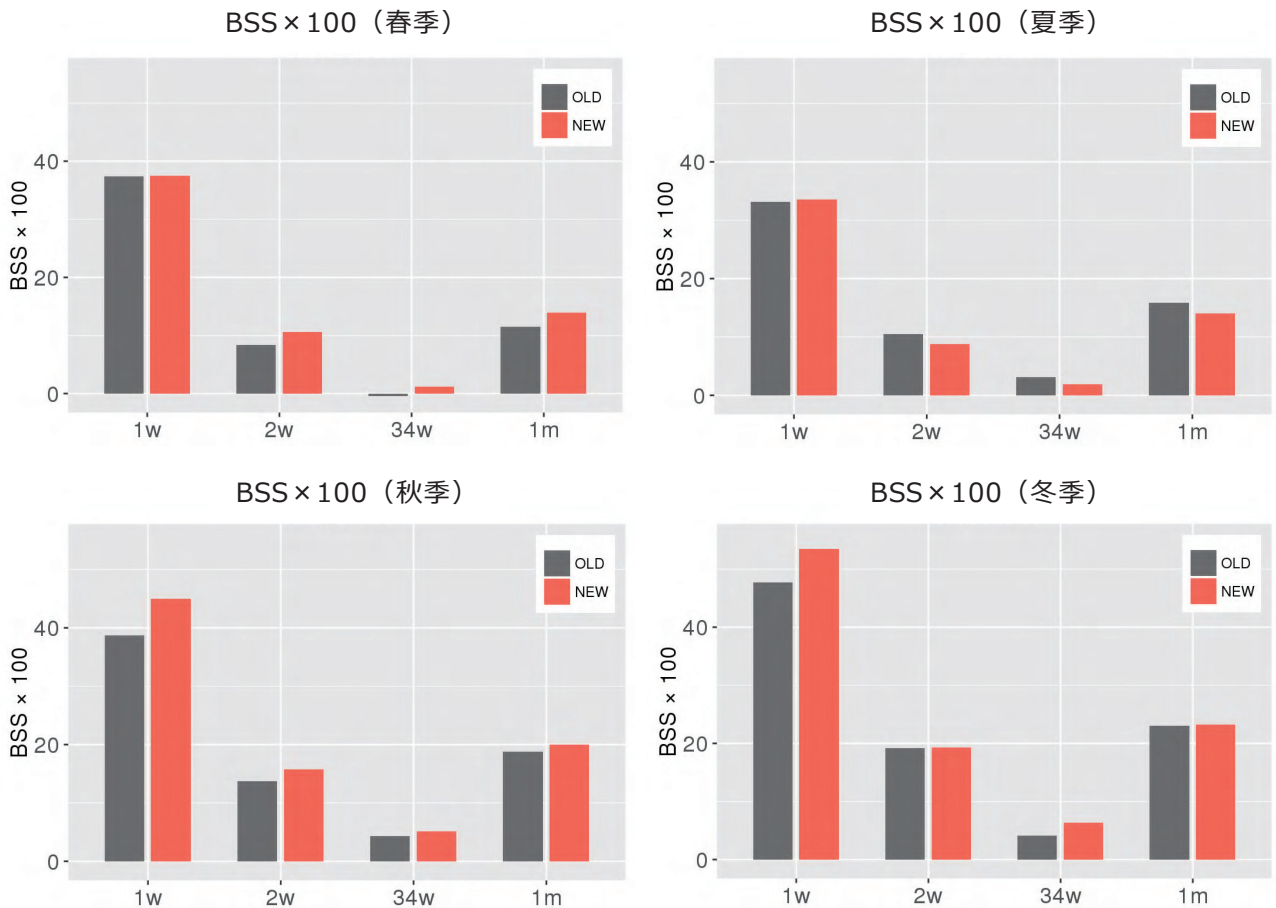 BSS×100（春季）
BSS × 100
40
20
0
OLD
NEW
1w
2w
34w
1m
BSS×100（夏季）
BSS × 100
40
20
0
OLD
NEW
1w
2w
34w
1m
BSS×100（秋季）
BSS × 100
40
20
0
OLD
NEW
1w
2w
34w
1m
BSS×100（冬季）
BSS × 100
40
20
0
OLD
NEW
1w
2w
34w
1m